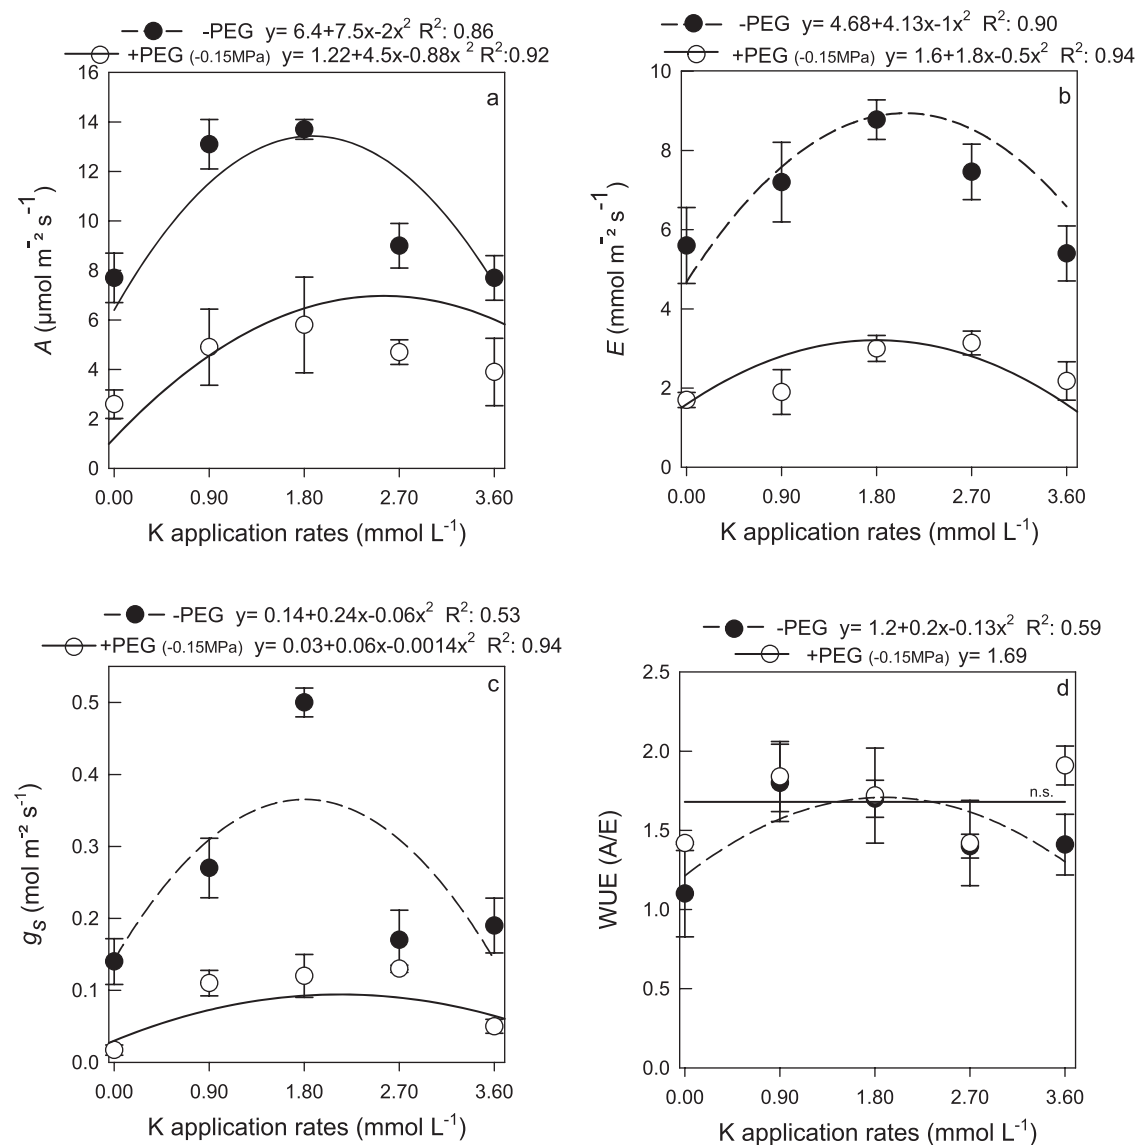 -PEG y= 6.4+7.5x-2x² R²: 0.86
+PEG (-0.15MPa) y= 1.22+4.5x-0.88x ² R²:0.92
a
16
14
12
10
8
6
4
2
0
A (µmol m⁻² s⁻¹)
0.00 0.90 1.80 2.70 3.60
K application rates (mmol L⁻¹)
-PEG y= 4.68+4.13x-1x² R²: 0.90
+PEG (-0.15MPa) y= 1.6+1.8x-0.5x² R²: 0.94
b
10
8
6
4
2
0
E (mmol m⁻² s⁻¹)
0.00 0.90 1.80 2.70 3.60
K application rates (mmol L⁻¹)
-PEG y= 0.14+0.24x-0.06x² R²: 0.53
+PEG (-0.15MPa) y= 0.03+0.06x-0.0014x² R²: 0.94
c
0.5
0.4
0.3
0.2
0.1
0.0
gs (mol m⁻² s⁻¹)
0.00 0.90 1.80 2.70 3.60
K application rates (mmol L⁻¹)
-PEG y= 1.2+0.2x-0.13x² R²: 0.59
+PEG (-0.15MPa) y= 1.69
d
2.5
2.0
1.5
1.0
0.5
0.0
n.s.
WUE (A/E)
0.00 0.90 1.80 2.70 3.60
K application rates (mmol L⁻¹)